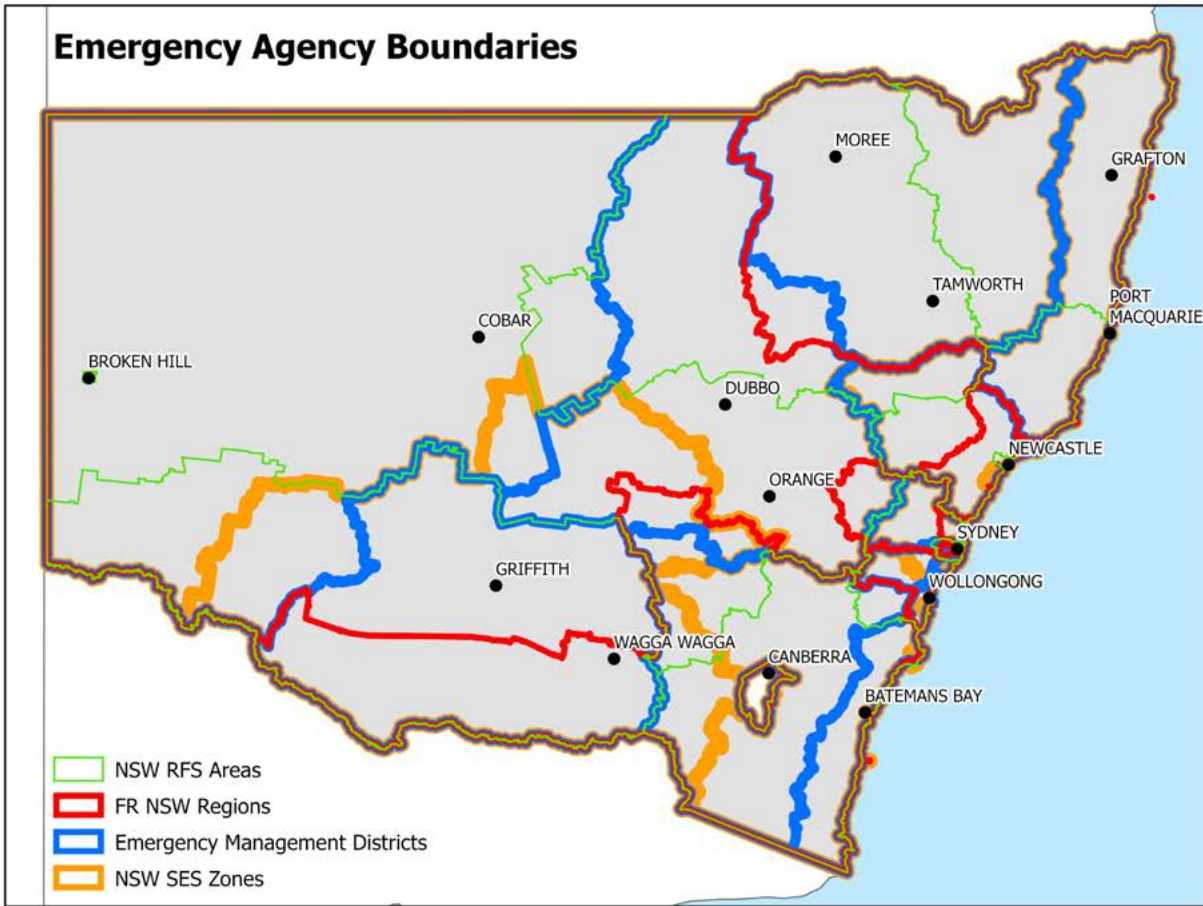 Emergency Agency Boundaries
MOREE
GRAFTON
TAMWORTH
PORT
MACQUARIE
COBAR
BROKEN HILL
DUBBO
NEWCASTLE
ORANGE
SYDNEY
GRIFFITH
WOLLONGONG
WAGGA WAGGA
CANBERRA
BATEMANS BAY
NSW RFS Areas
FR NSW Regions
Emergency Management Districts
NSW SES Zones